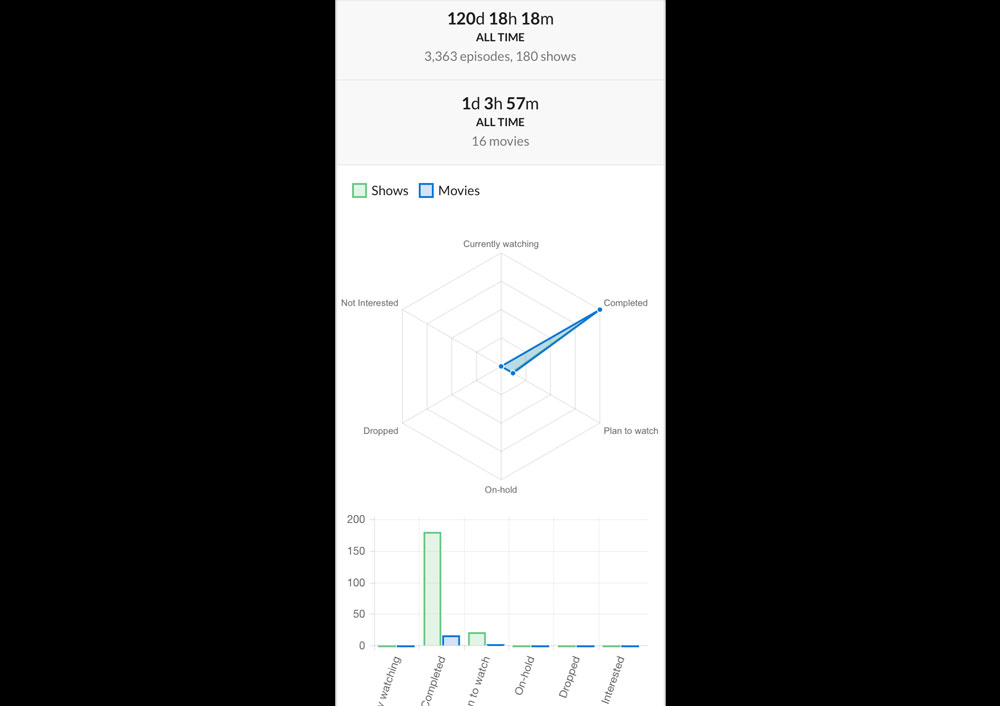 120d 18h 18m
ALL TIME
3,363 episodes, 180 shows
1d 3h 57m
ALL TIME
16 movies
Shows Movies
Currently watching
Not Interested Completed
Dropped Plan to watch
On-hold
200
150
100
50
0
watching Completed to watch On-hold Dropped Interested